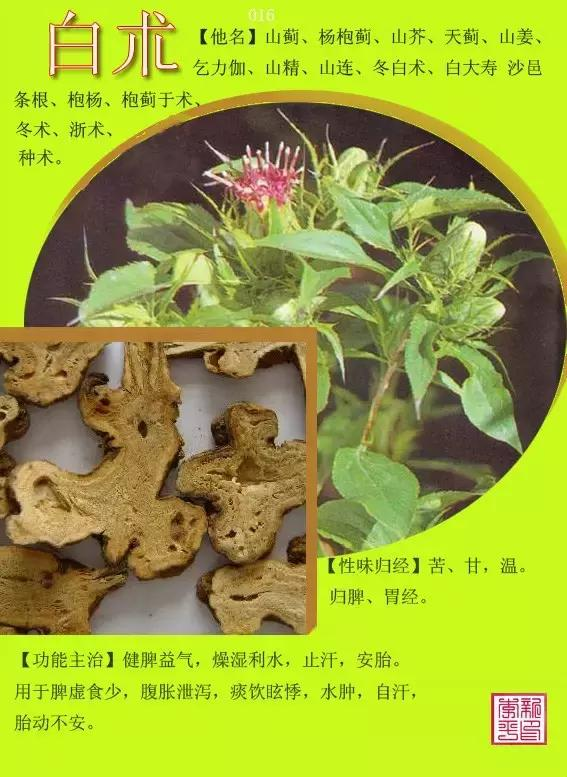 016
白术
【他名】山蓟、杨枹蓟、山芥、天蓟、山姜、
乞力伽、山精、山连、冬白术、白大寿 沙邑
条根、枹杨、枹蓟于术、
冬术、浙术、
种术。
【性味归经】苦、甘，温。
归脾、胃经。
【功能主治】健脾益气，燥湿利水，止汗，安胎。
用于脾虚食少，腹胀泄泻，痰饮眩悸，水肿，自汗，
胎动不安。